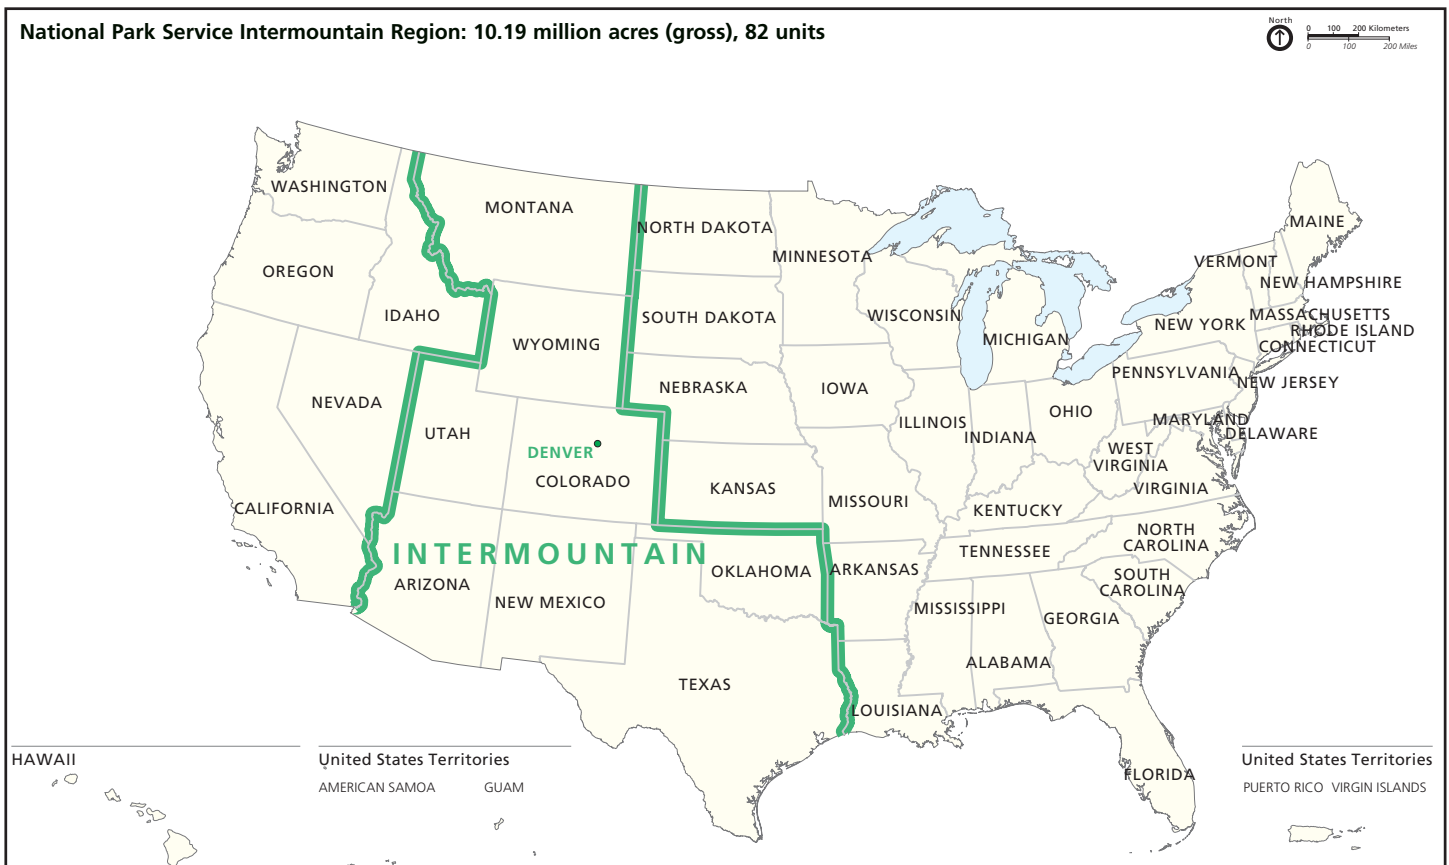 National Park Service Intermountain Region: 10.19 million acres (gross), 82 units
North
0 100 200 Kilometers
0 100 200 Miles
WASHINGTON
MONTANA
NORTH DAKOTA
MINNESOTA
MAINE
VERMONT
NEW HAMPSHIRE
OREGON
IDAHO
WYOMING
SOUTH DAKOTA
WISCONSIN
MICHIGAN
NEW YORK
MASSACHUSETTS
RHODE ISLAND
CONNECTICUT
NEVADA
UTAH
NEBRASKA
IOWA
ILLINOIS
INDIANA
OHIO
PENNSYLVANIA
NEW JERSEY
MARYLAND
DELAWARE
DENVER
COLORADO
WEST
VIRGINIA
VIRGINIA
CALIFORNIA
KANSAS
MISSOURI
KENTUCKY
INTERMOUNTAIN
ARIZONA
NEW MEXICO
OKLAHOMA
ARKANSAS
TENNESSEE
NORTH
CAROLINA
SOUTH
CAROLINA
MISSISSIPPI
GEORGIA
ALABAMA
TEXAS
LOUISIANA
FLORIDA
HAWAII
United States Territories
AMERICAN SAMOA GUAM
United States Territories
PUERTO RICO VIRGIN ISLANDS